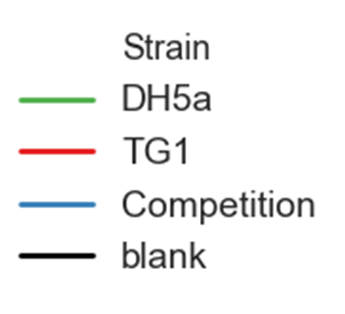 Strain
DH5a
TG1
Competition
blank